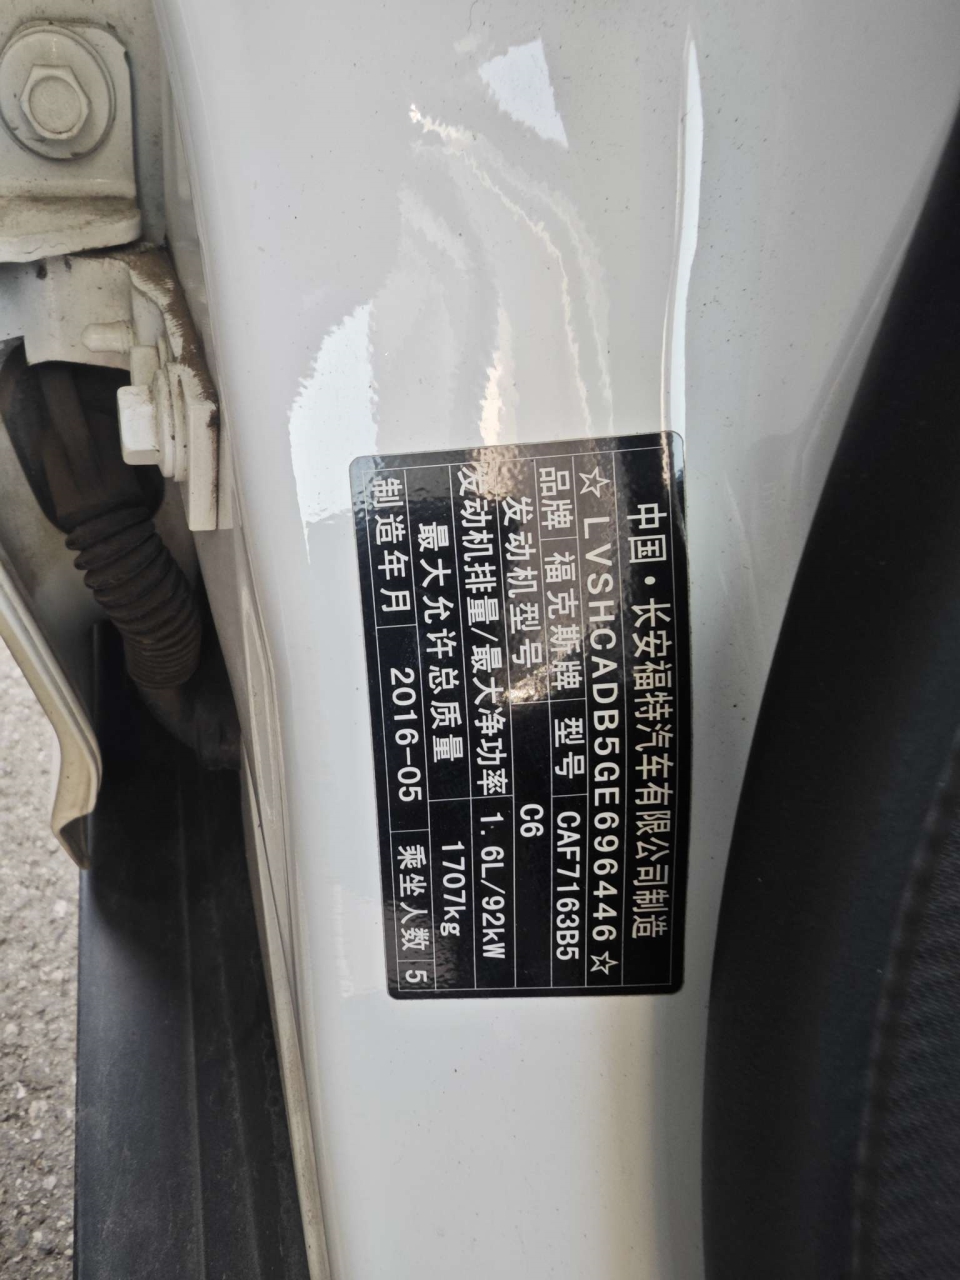 中国·长安福特汽车有限公司制造
☆LVSHCADB5GE696446☆
品牌 福克斯牌 型号 CAF7163B5
发动机型号 C6
发动机排量/最大净功率 1.6L/92kW
最大允许总质量 1707kg
制造年月 2016-05 乘坐人数 5